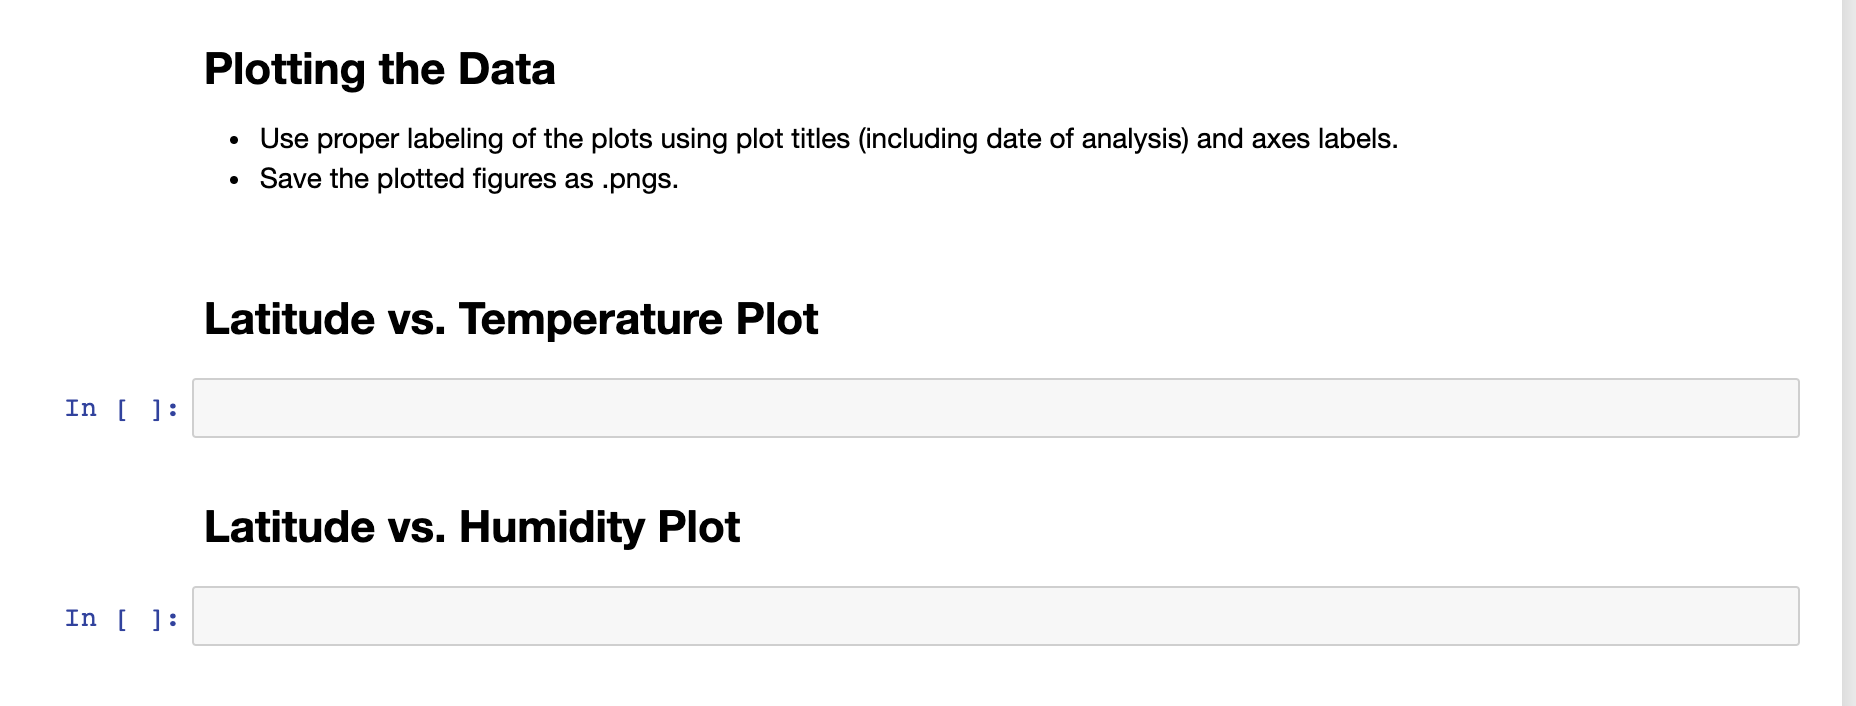 Plotting the Data
• Use proper labeling of the plots using plot titles (including date of analysis) and axes labels.
• Save the plotted figures as .pngs.
Latitude vs. Temperature Plot
In [ ]:
Latitude vs. Humidity Plot
In [ ]: